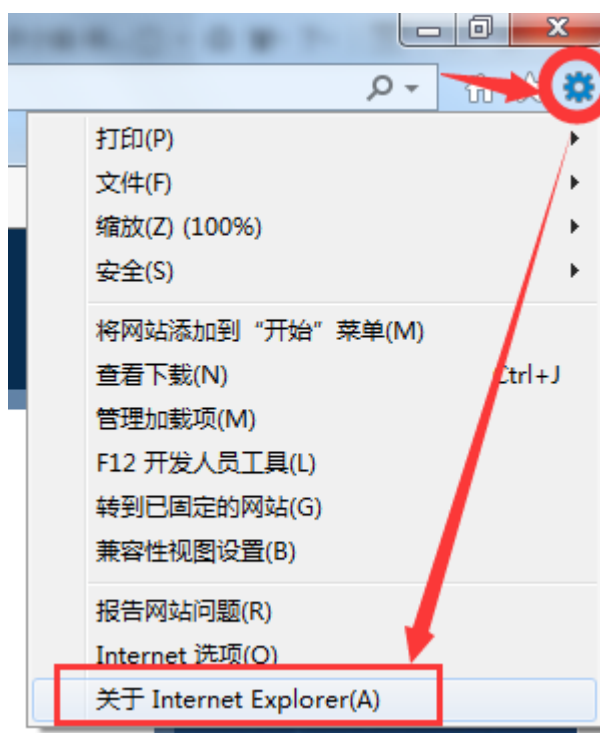 打印(P)
文件(F)
缩放(Z) (100%)
安全(S)
将网站添加到“开始”菜单(M)
查看下载(N) Ctrl+J
管理加载项(M)
F12 开发人员工具(L)
转到已固定的网站(G)
兼容性视图设置(B)
报告网站问题(R)
Internet 选项(O)
关于 Internet Explorer(A)